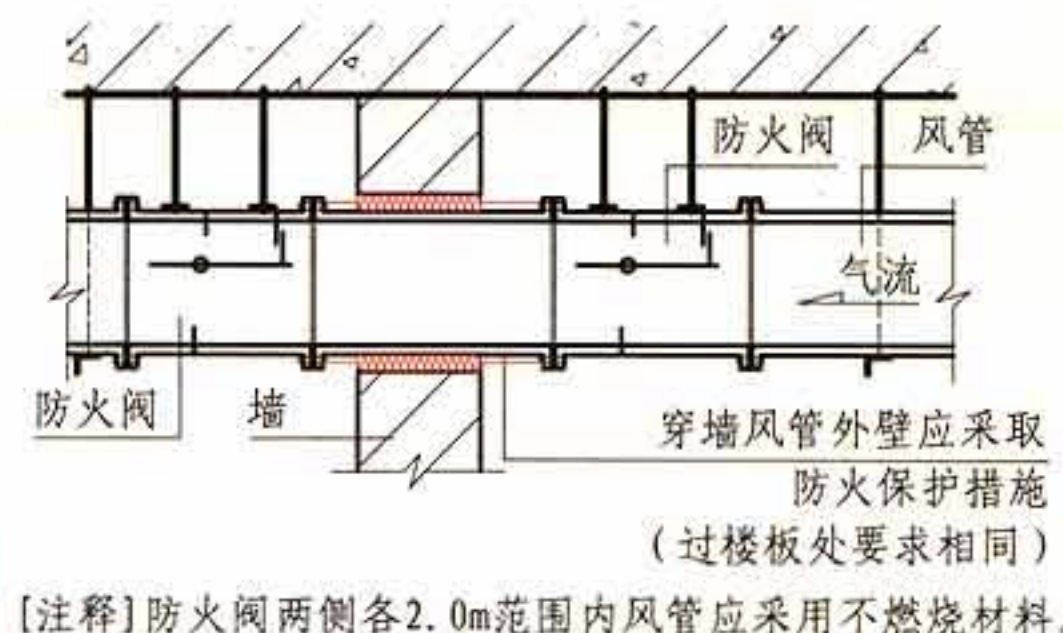 防火阀 风管
气流
防火阀 墙
穿墙风管外壁应采取
防火保护措施
(过楼板处要求相同)
[注释]防火阀两侧各2.0m范围内风管应采用不燃烧材料